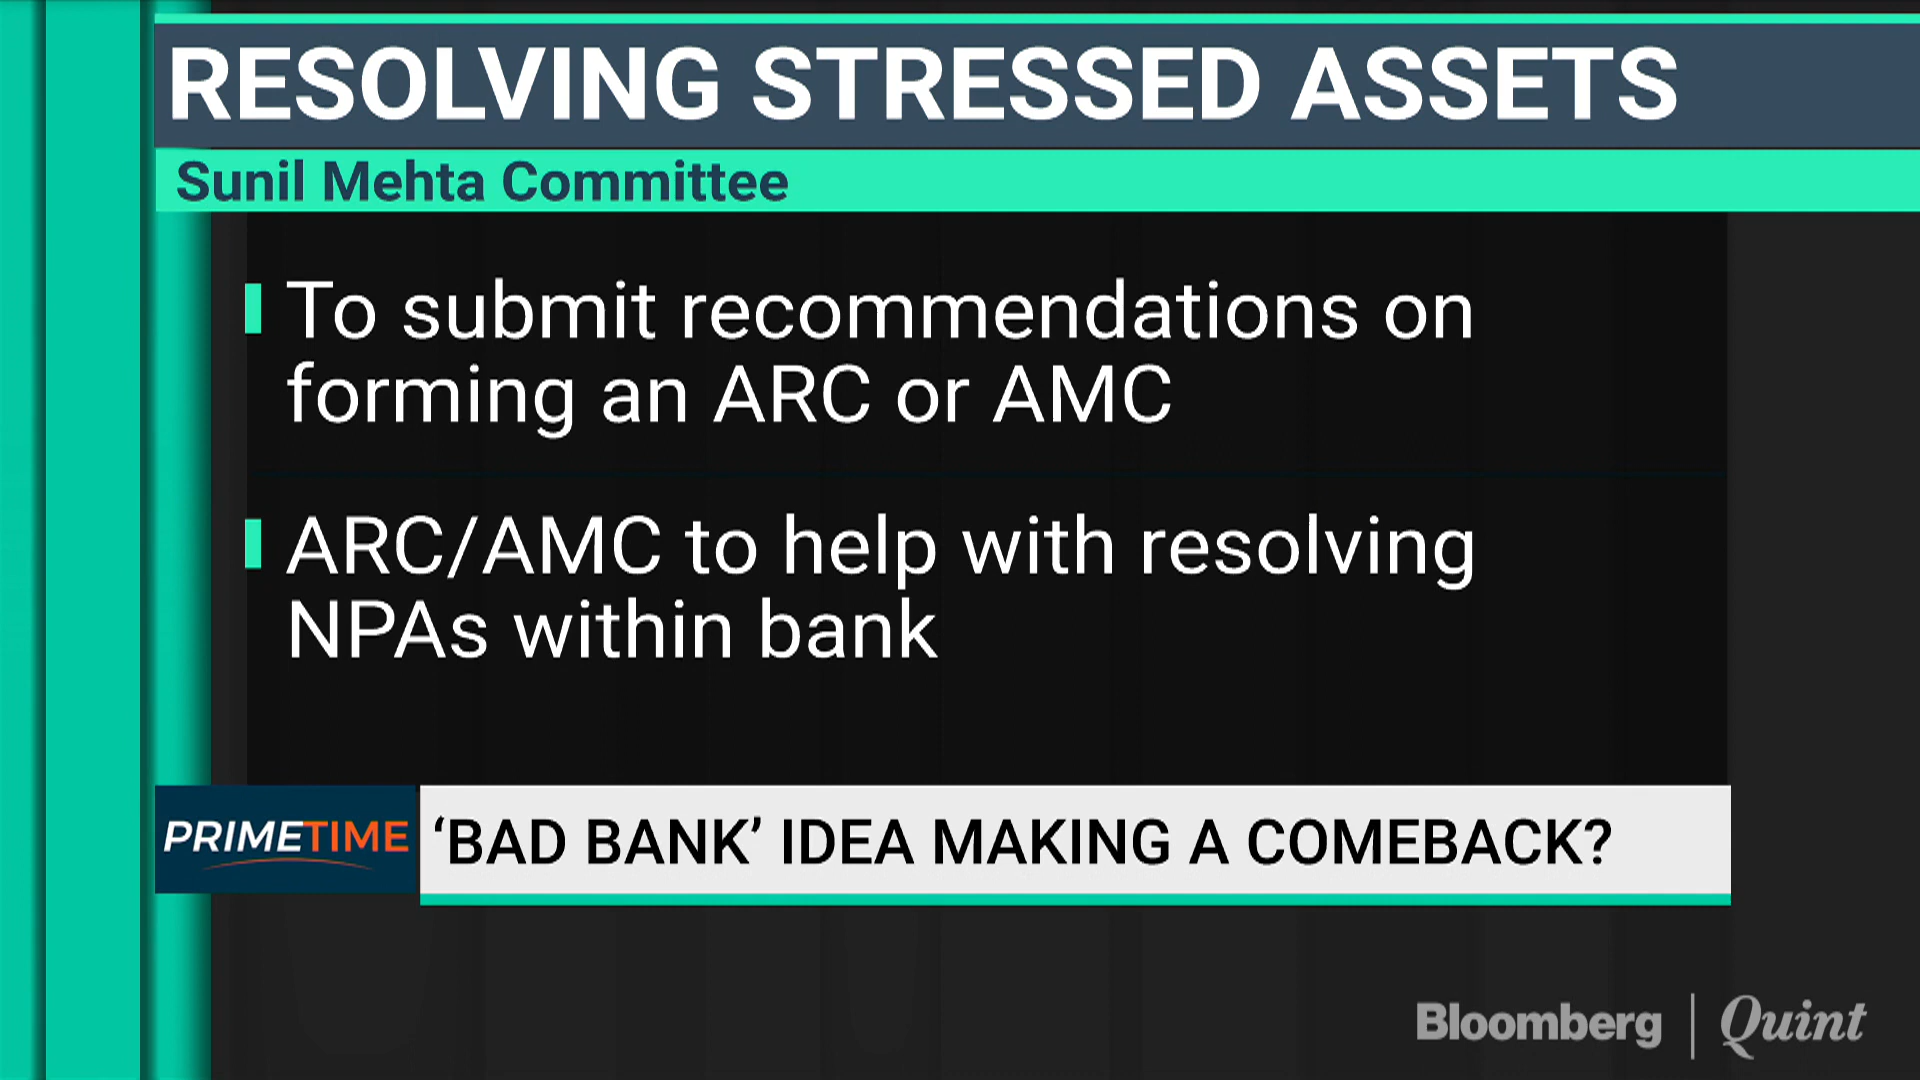 RESOLVING STRESSED ASSETS
Sunil Mehta Committee
To submit recommendations on
forming an ARC or AMC
ARC/AMC to help with resolving
NPAs within bank
PRIMETIME
‘BAD BANK’ IDEA MAKING A COMEBACK?
Bloomberg | Quint